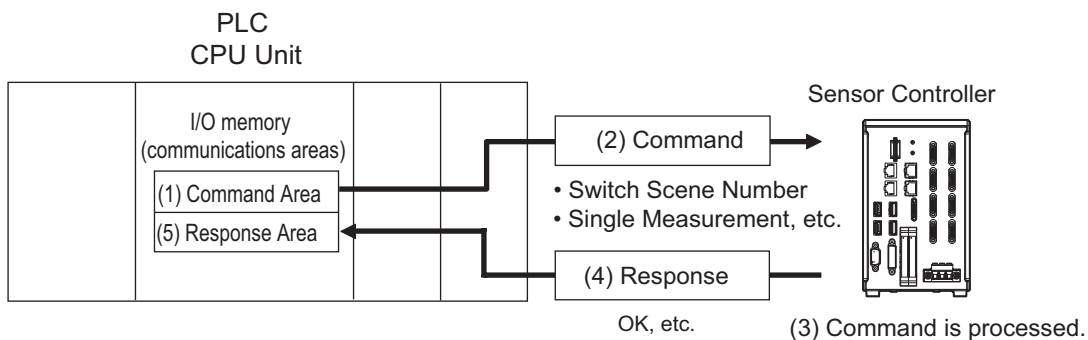 PLC
CPU Unit
I/O memory
(communications areas)
(1) Command Area
(5) Response Area
(2) Command
• Switch Scene Number
• Single Measurement, etc.
(4) Response
OK, etc.
Sensor Controller
(3) Command is processed.